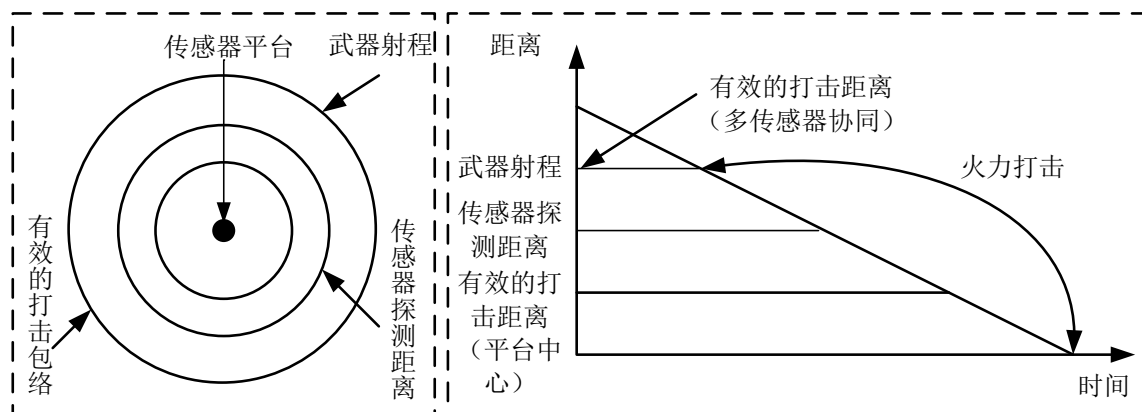 传感器平台
武器射程
有效的打击包络
传感器探测距离
距离
有效的打击距离
（多传感器协同）
武器射程
火力打击
传感器探
测距离
有效的打
击距离
（平台中
心）
时间